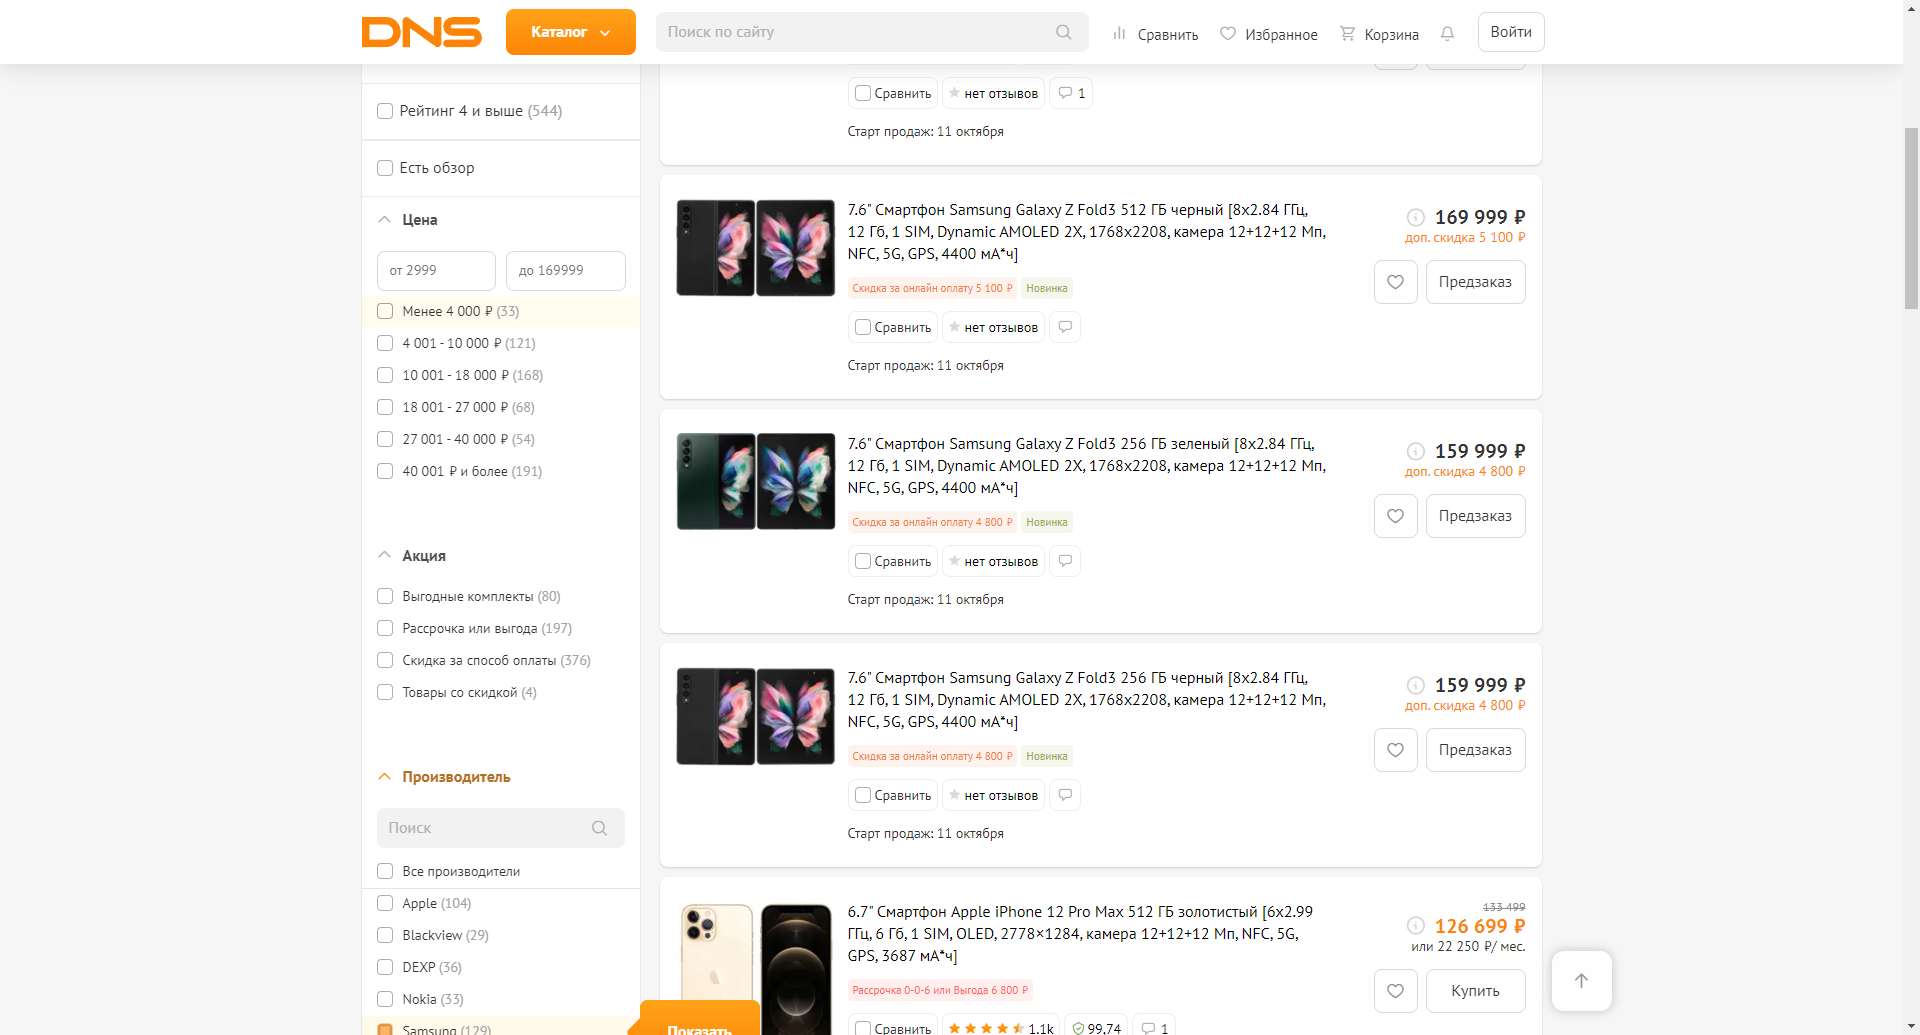 DNS
Каталог
Поиск по сайту
Сравнить
Избранное
Корзина
Войти
Рейтинг 4 и выше (544)
Есть обзор
Цена
от 2999
до 169999
Менее 4 000 ₽ (33)
4 001 - 10 000 ₽ (121)
10 001 - 18 000 ₽ (168)
18 001 - 27 000 ₽ (68)
27 001 - 40 000 ₽ (54)
40 001 ₽ и более (191)
Акция
Выгодные комплекты (80)
Рассрочка или выгода (197)
Скидка за способ оплаты (376)
Товары со скидкой (4)
Производитель
Поиск
Все производители
Apple (104)
Blackview (29)
DEXP (36)
Nokia (33)
Samsung (129)
Показать
Сравнить
нет отзывов
1
Старт продаж: 11 октября
7.6" Смартфон Samsung Galaxy Z Fold3 512 ГБ черный [8x2.84 ГГц,
12 Гб, 1 SIM, Dynamic AMOLED 2X, 1768x2208, камера 12+12+12 Мп,
NFC, 5G, GPS, 4400 мА*ч]
Скидка за онлайн оплату 5 100 ₽
Новинка
Сравнить
нет отзывов
Старт продаж: 11 октября
169 999 ₽
доп. скидка 5 100 ₽
Предзаказ
7.6" Смартфон Samsung Galaxy Z Fold3 256 ГБ зеленый [8x2.84 ГГц,
12 Гб, 1 SIM, Dynamic AMOLED 2X, 1768x2208, камера 12+12+12 Мп,
NFC, 5G, GPS, 4400 мА*ч]
Скидка за онлайн оплату 4 800 ₽
Новинка
Сравнить
нет отзывов
Старт продаж: 11 октября
159 999 ₽
доп. скидка 4 800 ₽
Предзаказ
7.6" Смартфон Samsung Galaxy Z Fold3 256 ГБ черный [8x2.84 ГГц,
12 Гб, 1 SIM, Dynamic AMOLED 2X, 1768x2208, камера 12+12+12 Мп,
NFC, 5G, GPS, 4400 мА*ч]
Скидка за онлайн оплату 4 800 ₽
Новинка
Сравнить
нет отзывов
Старт продаж: 11 октября
159 999 ₽
доп. скидка 4 800 ₽
Предзаказ
6.7" Смартфон Apple iPhone 12 Pro Max 512 ГБ золотистый [6x2.99
ГГц, 6 Гб, 1 SIM, OLED, 2778×1284, камера 12+12+12 Мп, NFC, 5G,
GPS, 3687 мА*ч]
Рассрочка 0-0-6 или Выгода 6 800 ₽
Сравнить
1.1k
99,74
1
133 499
126 699 ₽
или 22 250 ₽/ мес.
Купить